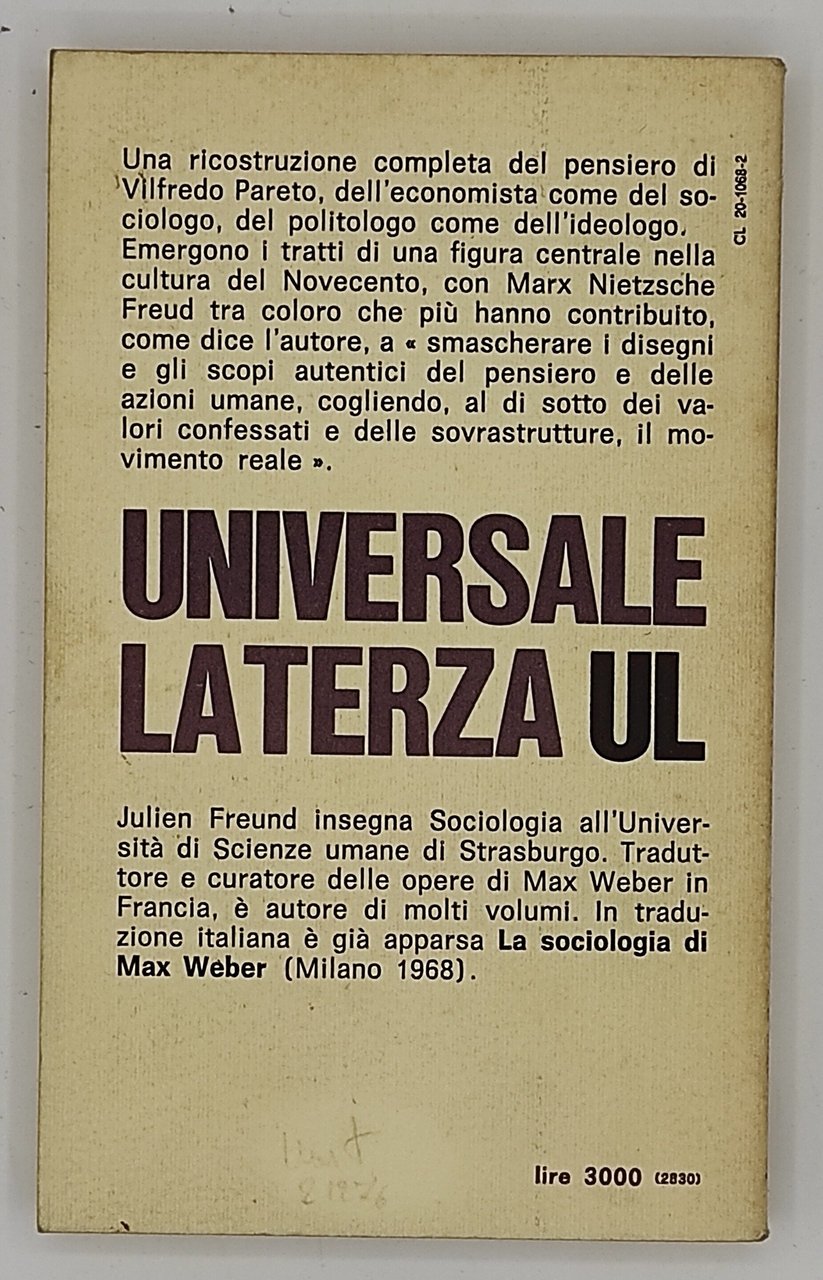 Una ricostruzione completa del pensiero di
Vilfredo Pareto, dell'economista come del so-
ciologo, del politologo come dell'ideologo.
Emergono i tratti di una figura centrale nella
cultura del Novecento, con Marx Nietzsche
Freud tra coloro che più hanno contribuito,
come dice l'autore, a « smascherare i disegni
e gli scopi autentici del pensiero e delle
azioni umane, cogliendo, al di sotto dei va-
lori confessati e delle sovrastrutture, il mo-
vimento reale ».
CL 20-1068-2
UNIVERSALE
LATERZA UL
Julien Freund insegna Sociologia all'Univer-
sità di Scienze umane di Strasburgo. Tradut-
tore e curatore delle opere di Max Weber in
Francia, è autore di molti volumi. In tradu-
zione italiana è già apparsa La sociologia di
Max Weber (Milano 1968).
lire 3000 (2830)